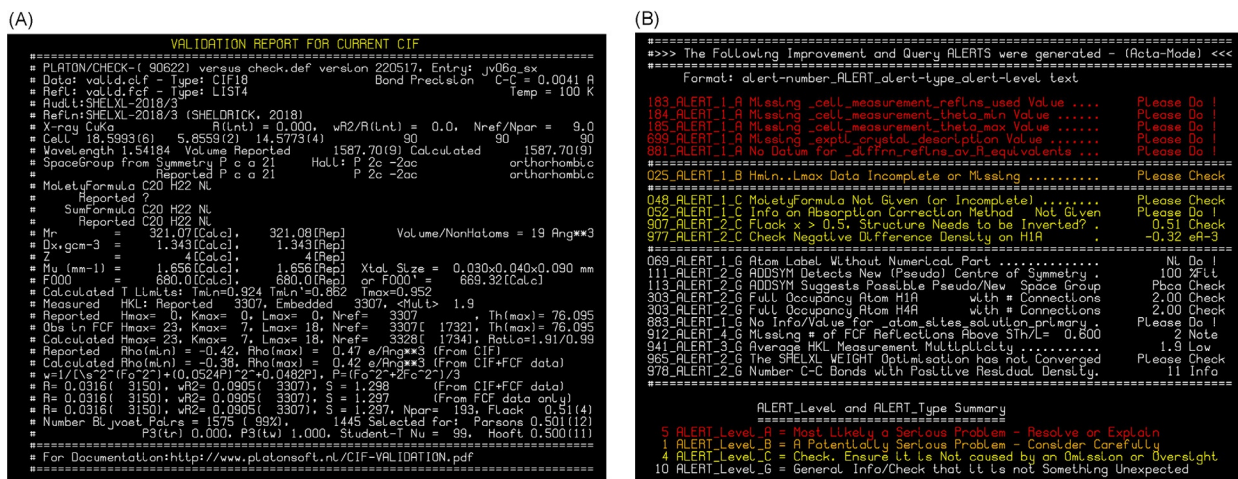 (A)
VALIDATION REPORT FOR CURRENT CIF
#===============================================================================
# PLATON/CHECK-( 90622) versus check.def version 220517, Entry: jv06a_sx
# Data: valid.cif - Type: CIF18 Bond Precision C-C = 0.0041 A
# Refl: valid.fcf - Type: LIST4 Temp = 100 K
# Audit:SHELXL-2018/3
# Refin:SHELXL-2018/3 (SHELDRICK, 2018)
# X-ray CuKa R(int) = 0.000, wR2/R(int) = 0.0, Nref/Npar = 9.0
# Cell 18.5993(6) 5.8559(2) 14.5773(4) 90 90 90
# Wavelength 1.54184 Volume Reported 1587.70(9) Calculated 1587.70(9)
# SpaceGroup from Symmetry P c a 21 Hall: P 2c -2ac orthorhombic
# Reported P c a 21 P 2c -2ac orthorhombic
# MoietyFormula C20 H22 Ni
# Reported ?
# SumFormula C20 H22 Ni
# Reported C20 H22 Ni
# Mr = 321.07[Calc], 321.08[Rep] Volume/NonHatoms = 19 Ang**3
# Dx,gcm-3 = 1.343[Calc], 1.343[Rep]
# Z = 4[Calc], 4[Rep]
# Mu (mm-1) = 1.656[Calc], 1.656[Rep] Xtal Size = 0.030x0.040x0.090 mm
# F000 = 680.0[Calc], 680.0[Rep] or F000' = 669.32[Calc]
# Calculated T Limits: Tmin=0.924 Tmin'=0.862 Tmax=0.952
# Measured HKL: Reported 3307, Embedded 3307, <Mult> 1.9
# Reported Hmax= 0, Kmax= 0, Lmax= 0, Nref= 3307 , Th(max)= 76.095
# Obs in FCF Hmax= 23, Kmax= 7, Lmax= 18, Nref= 3307[ 1732], Th(max)= 76.095
# Calculated Hmax= 23, Kmax= 7, Lmax= 18, Nref= 3328[ 1734], Ratio=1.91/0.99
# Reported Rho(min) = -0.42, Rho(max) = 0.47 e/Ang**3 (From CIF)
# Calculated Rho(min) = -0.38, Rho(max) = 0.42 e/Ang**3 (From CIF+FCF data)
# w=1/[\s^2^(Fo^2^)+(0.0524P)^2^+0.0482P], P=(Fo^2^+2Fc^2^)/3
# R= 0.0316( 3150), wR2= 0.0905( 3307), S = 1.298 (From CIF+FCF data)
# R= 0.0316( 3150), wR2= 0.0905( 3307), S = 1.297 (From FCF data only)
# R= 0.0316( 3150), wR2= 0.0905( 3307), S = 1.297, Npar= 193, Flack 0.51(4)
# Number Bijvoet Pairs = 1575 ( 99%), 1445 Selected for: Parsons 0.501(12)
# P3(tr) 0.000, P3(tw) 1.000, Student-T Nu = 99, Hooft 0.500(11)
#===============================================================================
# For Documentation:http://www.platonsoft.nl/CIF-VALIDATION.pdf
#===============================================================================
(B)
#===============================================================================
#>>> The Following Improvement and Query ALERTS were generated - (Acta-Mode) <<<
#===============================================================================
Format: alert-number_ALERT_alert-type_alert-level text
183_ALERT_1_A Missing _cell_measurement_reflns_used Value .... Please Do !
184_ALERT_1_A Missing _cell_measurement_theta_min Value ...... Please Do !
185_ALERT_1_A Missing _cell_measurement_theta_max Value ...... Please Do !
699_ALERT_1_A Missing _exptl_crystal_description Value ....... Please Do !
881_ALERT_1_A No Datum for _diffrn_reflns_av_R_equivalents ... Please Do !
#===============================================================================
025_ALERT_1_B Hmin..Lmax Data Incomplete or Missing .......... Please Check
#===============================================================================
048_ALERT_1_C MoietyFormula Not Given (or Incomplete) ........ Please Check
052_ALERT_1_C Info on Absorption Correction Method Not Given Please Do !
907_ALERT_2_C Flack x > 0.5, Structure Needs to be Inverted? . 0.51 Check
977_ALERT_2_C Check Negative Difference Density on H1A . -0.32 eA-3
#===============================================================================
069_ALERT_1_G Atom Label Without Numerical Part .............. Ni Do !
111_ALERT_2_G ADDSYM Detects New (Pseudo) Centre of Symmetry . 100 %Fit
113_ALERT_2_G ADDSYM Suggests Possible Pseudo/New Space Group Pbca Check
303_ALERT_2_G Full Occupancy Atom H1A with # Connections 2.00 Check
303_ALERT_2_G Full Occupancy Atom H4A with # Connections 2.00 Check
883_ALERT_1_G No Info/Value for _atom_sites_solution_primary . Please Do !
912_ALERT_4_G Missing # of FCF Reflections Above STh/L= 0.600 2 Note
941_ALERT_3_G Average HKL Measurement Multiplicity ........... 1.9 Low
965_ALERT_2_G The SHELXL WEIGHT Optimisation has not Converged Please Check
978_ALERT_2_G Number C-C Bonds with Positive Residual Density. 11 Info
#===============================================================================
ALERT_Level and ALERT_Type Summary
==================================
5 ALERT_Level_A = Most Likely a Serious Problem - Resolve or Explain
1 ALERT_Level_B = A Potentially Serious Problem - Consider Carefully
4 ALERT_Level_C = Check. Ensure it is Not caused by an Omission or Oversight
10 ALERT_Level_G = General Info/Check that it is not Something Unexpected